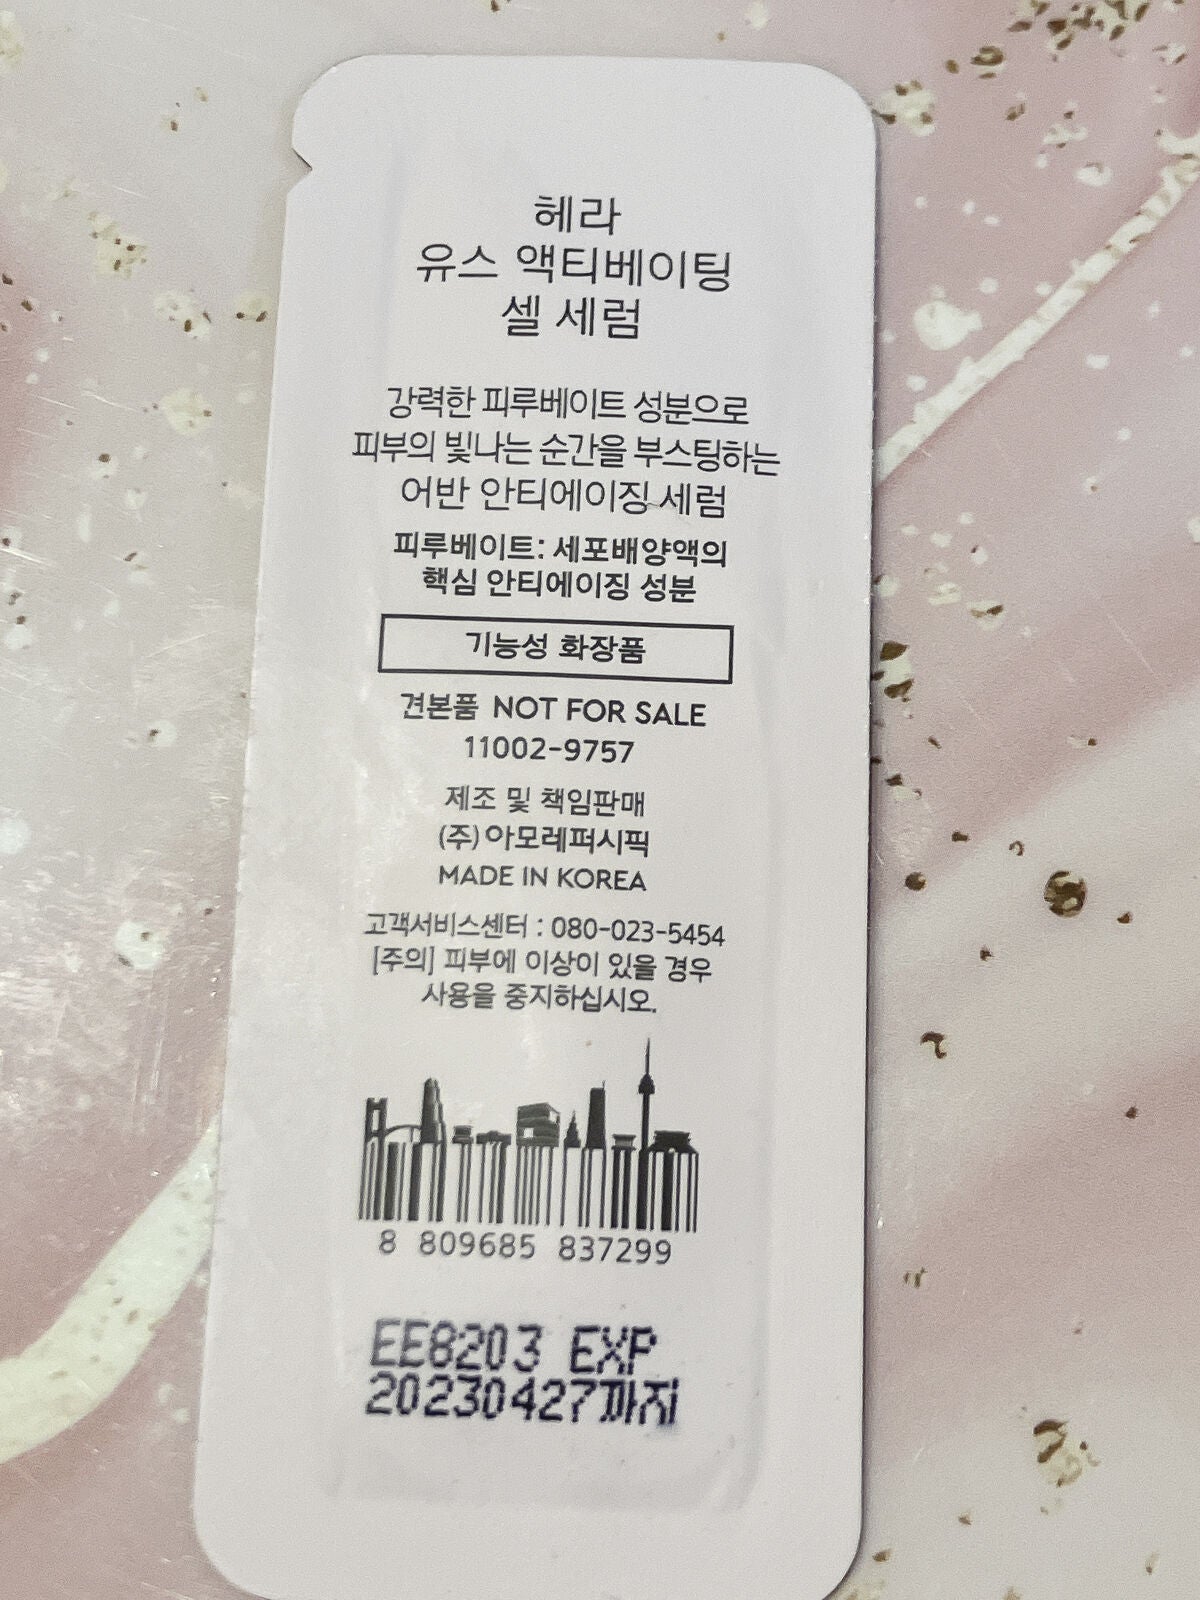 헤라
유스 액티베이팅
셀 세럼
강력한 피루베이트 성분으로
피부의 빛나는 순간을 부스팅하는
어반 안티에이징 세럼
피루베이트: 세포배양액의
핵심 안티에이징 성분
기능성 화장품
견본품 NOT FOR SALE
11002-9757
제조 및 책임판매
(주)아모레퍼시픽
MADE IN KOREA
고객서비스센터 : 080-023-5454
[주의] 피부에 이상이 있을 경우
사용을 중지하십시오.
8 809685 837299
EE8203 EXP
20230427까지